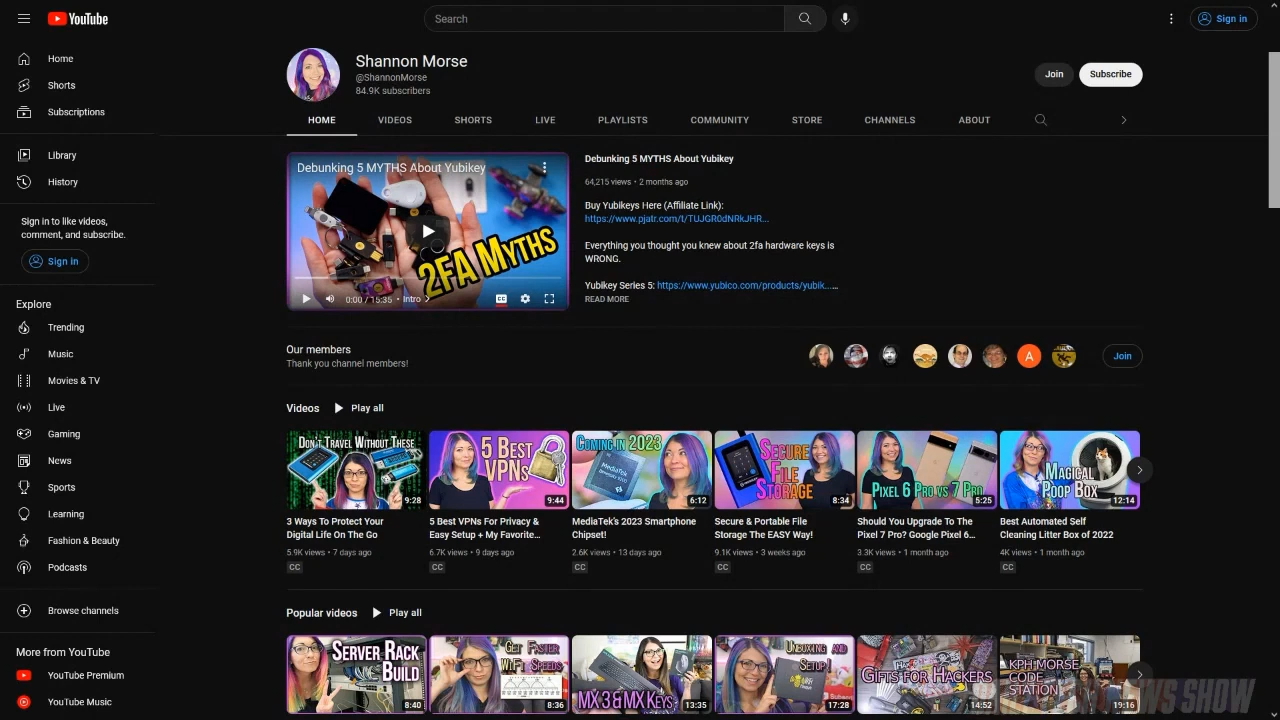 YouTube
Search
Sign in
Home
Shorts
Subscriptions
Library
History
Sign in to like videos,
comment, and subscribe.
Sign in
Explore
Trending
Music
Movies & TV
Live
Gaming
News
Sports
Learning
Fashion & Beauty
Podcasts
Browse channels
More from YouTube
YouTube Premium
YouTube Music
Shannon Morse
@ShannonMorse
84.9K subscribers
Join
Subscribe
HOME VIDEOS SHORTS LIVE PLAYLISTS COMMUNITY STORE CHANNELS ABOUT
Debunking 5 MYTHS About Yubikey
2FA MYTHS
0:00 / 15:35 • Intro
CC
Debunking 5 MYTHS About Yubikey
64,215 views • 2 months ago
Buy Yubikeys Here (Affiliate Link):
https://www.pjatr.com/t/TUJGR0dNRkJHR...
Everything you thought you knew about 2fa hardware keys is
WRONG.
Yubikey Series 5: https://www.yubico.com/products/yubik...…
READ MORE
Our members
Thank you channel members!
A
Join
Videos
Play all
DON'T TRAVEL WITHOUT THESE
9:28
3 Ways To Protect Your
Digital Life On The Go
5.9K views • 7 days ago
CC
5 BEST
VPNS
9:44
5 Best VPNs For Privacy &
Easy Setup + My Favorite...
6.7K views • 9 days ago
CC
COMING IN 2023
MEDIATEK
6:12
MediaTek's 2023 Smartphone
Chipset!
2.6K views • 13 days ago
CC
SECURE
FILE
STORAGE
8:34
Secure & Portable File
Storage The EASY Way!
9.1K views • 3 weeks ago
CC
PIXEL 6 PRO VS 7 PRO
5:25
Should You Upgrade To The
Pixel 7 Pro? Google Pixel 6...
3.3K views • 1 month ago
CC
MAGICAL
POOP BOX
12:14
Best Automated Self
Cleaning Litter Box of 2022
4K views • 1 month ago
CC
Popular videos
Play all
SERVER RACK
BUILD
8:40
GET FASTER
WIFI SPEEDS
8:36
MX 3 & MX KEYS
13:35
UNBOXING AND
SETUP!
17:28
GIFTS FOR HACKERS
14:52
KPH MORSE
CODE
STATION
19:16
NEWS SHOW